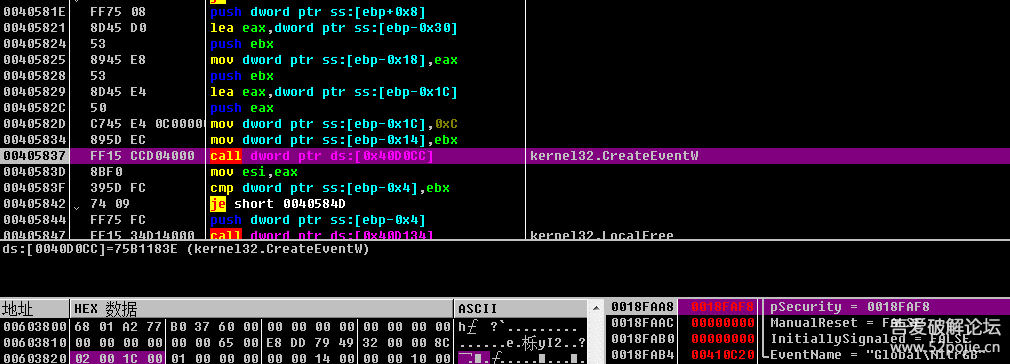 0040581E FF75 08 push dword ptr ss:[ebp+0x8]
00405821 8D45 D0 lea eax,dword ptr ss:[ebp-0x30]
00405824 53 push ebx
00405825 8945 E8 mov dword ptr ss:[ebp-0x18],eax
00405828 53 push ebx
00405829 8D45 E4 lea eax,dword ptr ss:[ebp-0x1C]
0040582C 50 push eax
0040582D C745 E4 0C00000 mov dword ptr ss:[ebp-0x1C],0xC
00405834 895D EC mov dword ptr ss:[ebp-0x14],ebx
00405837 FF15 CCD04000 call dword ptr ds:[0x40D0CC] kernel32.CreateEventW
0040583D 8BF0 mov esi,eax
0040583F 395D FC cmp dword ptr ss:[ebp-0x4],ebx
00405842 74 09 je short 0040584D
00405844 FF75 FC push dword ptr ss:[ebp-0x4]
00405847 FF15 34D14000 call dword ptr ds:[0x40D134] kernel32.LocalFree
ds:[0040D0CC]=75B1183E (kernel32.CreateEventW)
地址 HEX 数据 ASCII
00603800 68 01 A2 77 B0 37 60 00 00 00 00 00 00 00 00 00
00603810 00 00 00 00 00 00 65 00 E8 DD 79 49 32 00 00 8C
00603820 02 00 1C 00 01 00 00 00 00 00 14 00 00 00 10 00
0018FAA8 0018FAE8 pSecurity = 0018FAF8
0018FAAC 00000000 ManualReset =
0018FAB0 00000000 InitiallySignaled = FALSE
0018FAB4 00410C20 EventName =
吾爱破解论坛
www.52pojie.cn